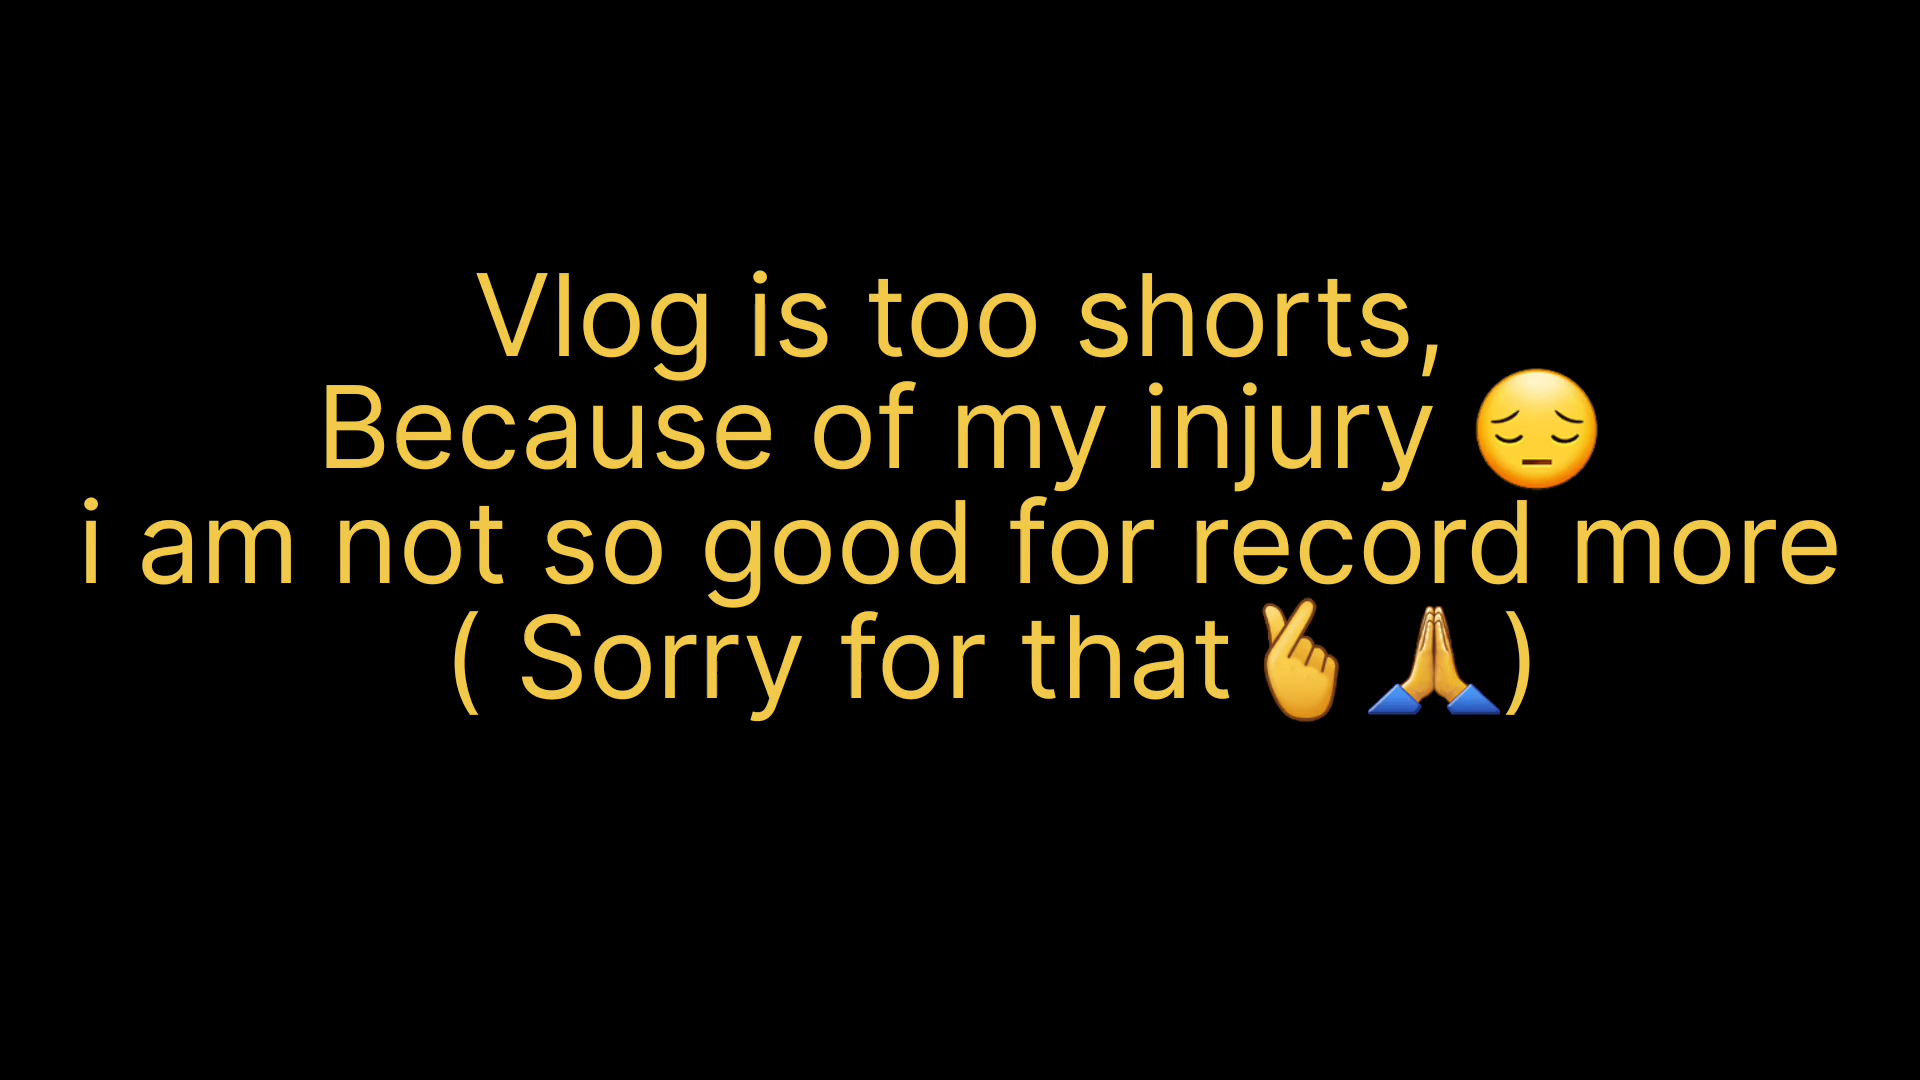 Vlog is too shorts,
Because of my injury 😔
i am not so good for record more
( Sorry for that🫰🙏)